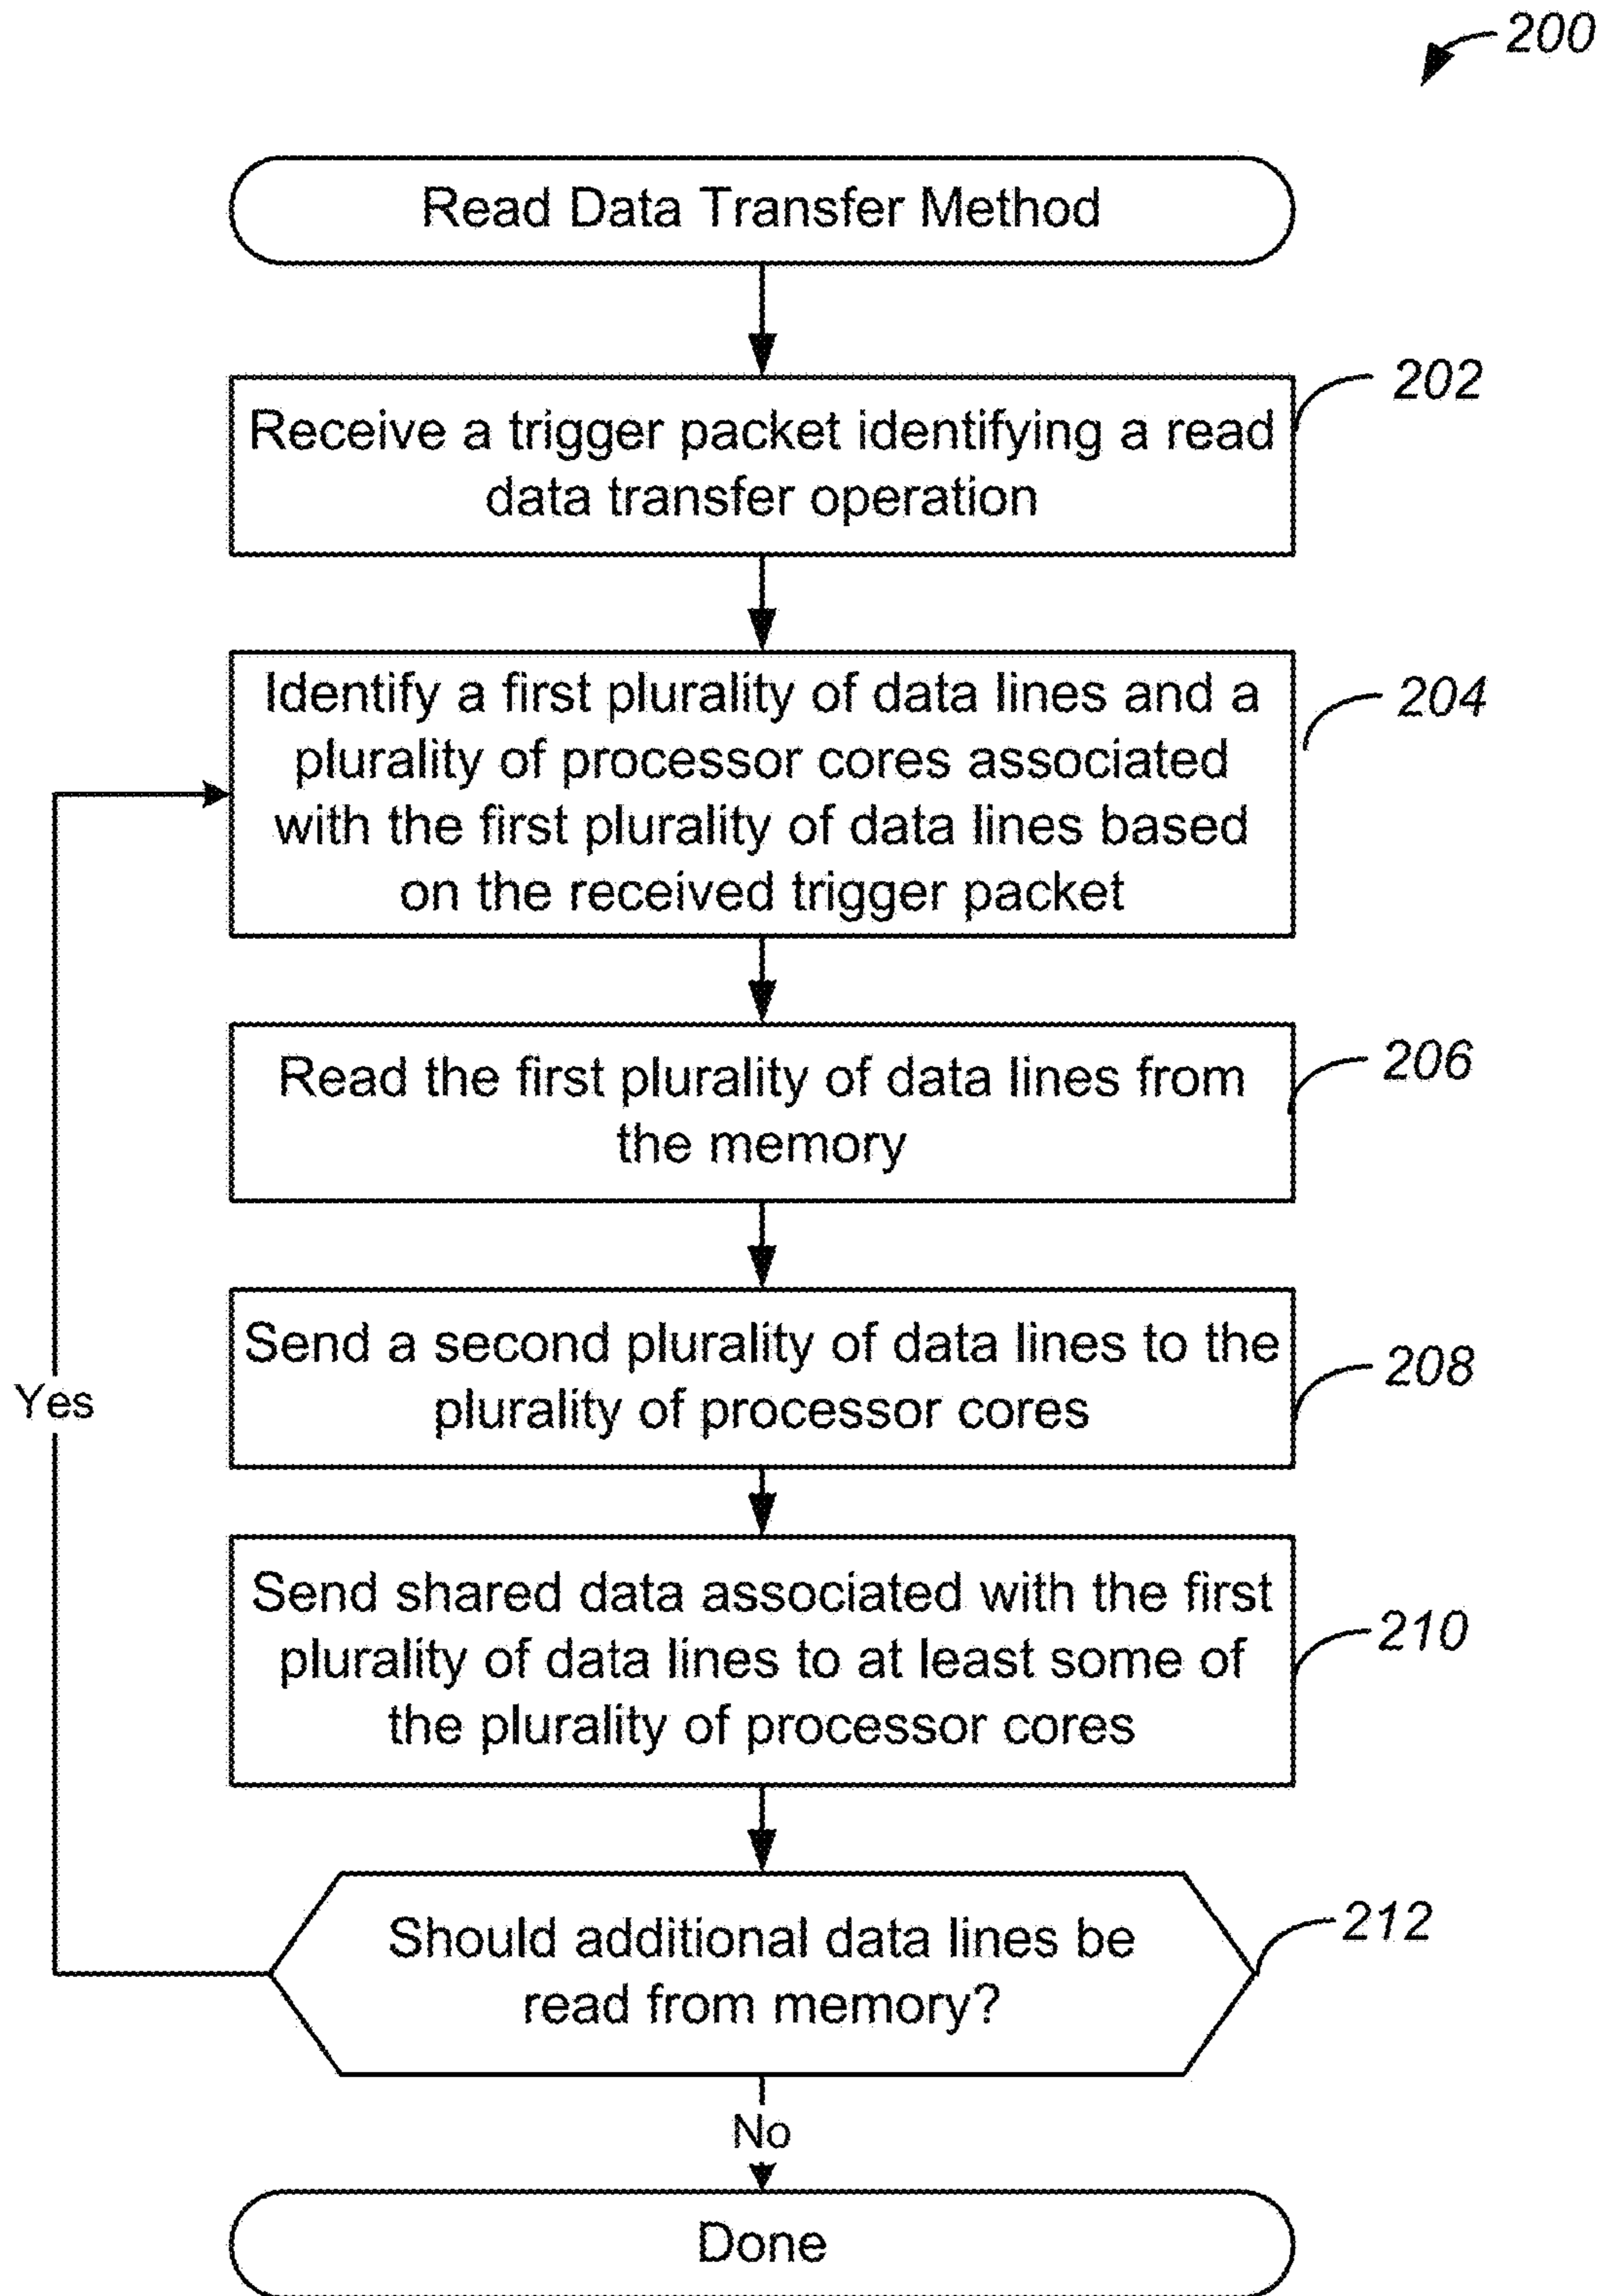 200
Read Data Transfer Method
202
Receive a trigger packet identifying a read
data transfer operation
204
Identify a first plurality of data lines and a
plurality of processor cores associated
with the first plurality of data lines based
on the received trigger packet
206
Read the first plurality of data lines from
the memory
208
Send a second plurality of data lines to the
plurality of processor cores
Yes
210
Send shared data associated with the first
plurality of data lines to at least some of
the plurality of processor cores
212
Should additional data lines be
read from memory?
No
Done